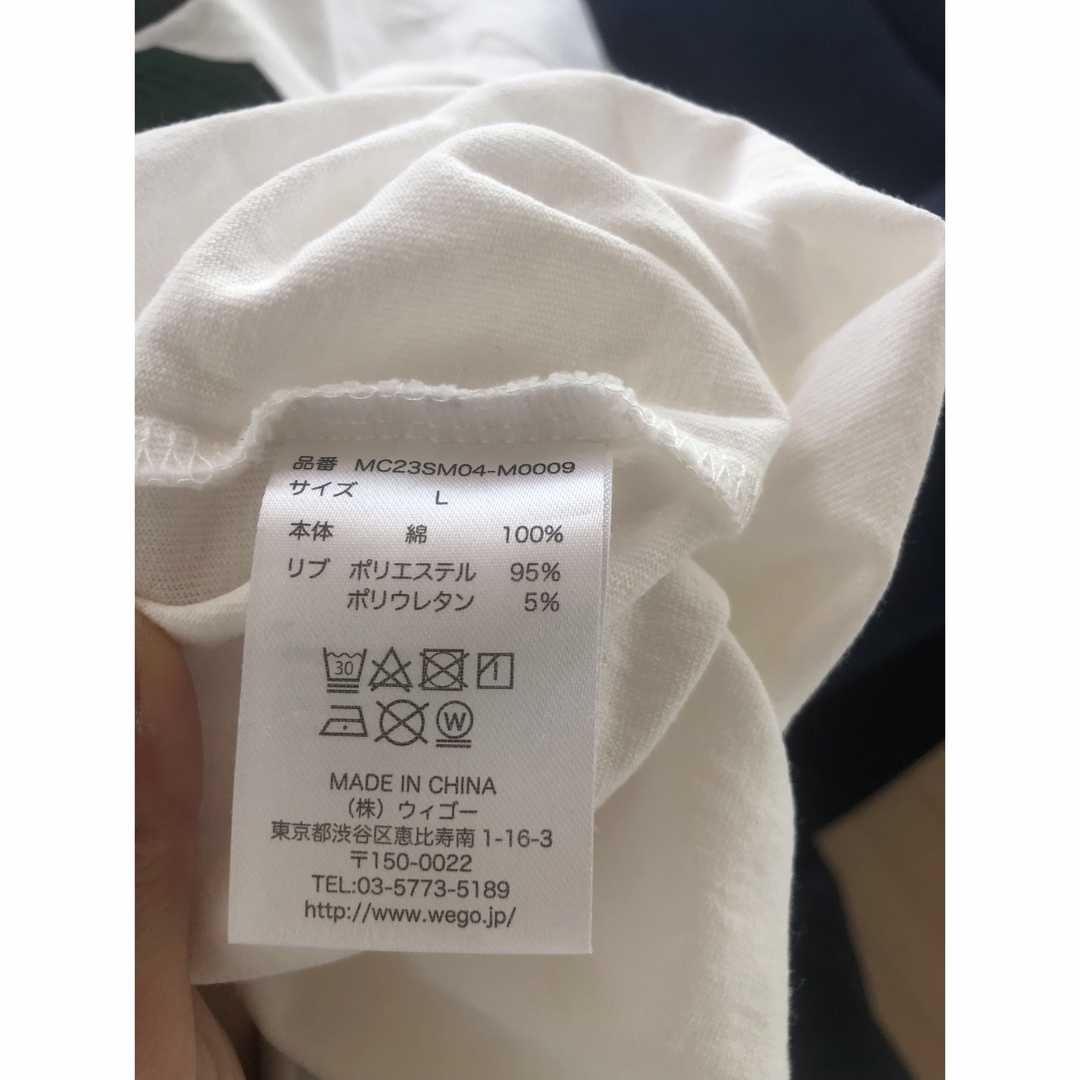 品番 MC23SM04-M0009
サイズ L
本体 綿 100%
リブ ポリエステル 95%
ポリウレタン 5%
30
W
MADE IN CHINA
（株）ウィゴー
東京都渋谷区恵比寿南1-16-3
〒150-0022
TEL:03-5773-5189
http://www.wego.jp/